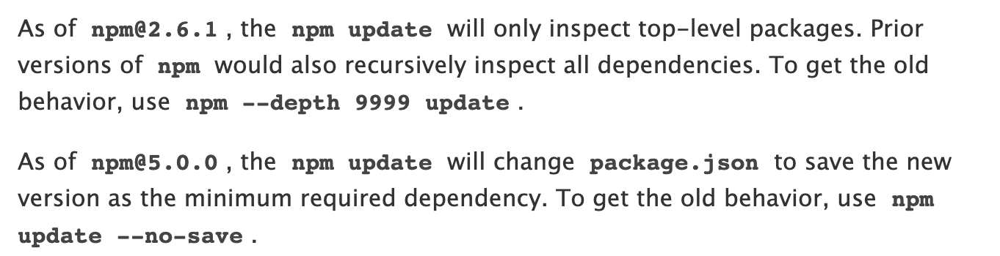 As of npm@2.6.1 , the npm update will only inspect top-level packages. Prior
versions of npm would also recursively inspect all dependencies. To get the old
behavior, use npm --depth 9999 update .
As of npm@5.0.0 , the npm update will change package.json to save the new
version as the minimum required dependency. To get the old behavior, use npm
update --no-save .